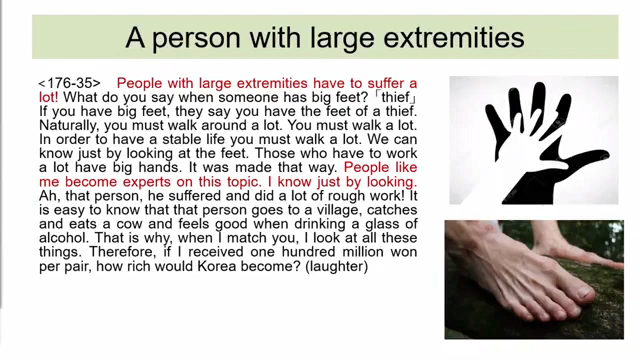 A person with large extremities
<176-35> People with large extremities have to suffer a
lot! What do you say when someone has big feet?「thief」
If you have big feet, they say you have the feet of a thief.
Naturally, you must walk around a lot. You must walk a lot.
In order to have a stable life you must walk a lot. We can
know just by looking at the feet. Those who have to work
a lot have big hands. It was made that way. People like
me become experts on this topic. I know just by looking.
Ah, that person, he suffered and did a lot of rough work! It
is easy to know that that person goes to a village, catches
and eats a cow and feels good when drinking a glass of
alcohol. That is why, when I match you, I look at all these
things. Therefore, if I received one hundred million won
per pair, how rich would Korea become? (laughter)